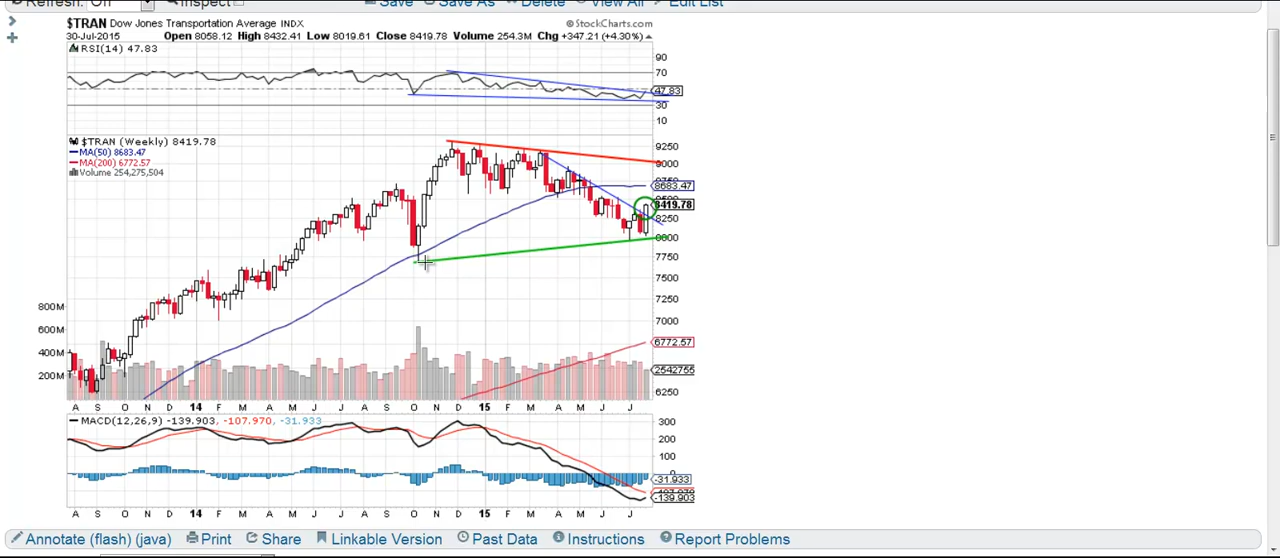 Refresh: Off Inspect Save Save As Delete View All Edit List
$TRAN Dow Jones Transportation Average INDX © StockCharts.com
30-Jul-2015 Open 8058.12 High 8432.41 Low 8019.61 Close 8419.78 Volume 254.3M Chg +347.21 (+4.30%)
RSI(14) 47.83
90
70
47.83
30
$TRAN (Weekly) 8419.78
MA(50) 8683.47
MA(200) 6772.57
Volume 254,275,504
9250
9000
8683.47
8419.78
8250
8000
7750
7500
7250
7000
6772.57
2542755
6250
800M
600M
400M
200M
A S O N D 14 F M A M J J A S O N D 15 F M A M J J
MACD(12,26,9) -139.903, -107.970, -31.933
300
200
100
0
-31.933
-139.903
A S O N D 14 F M A M J J A S O N D 15 F M A M J J
Annotate (flash) (java) Print Share Linkable Version Past Data Instructions Report Problems